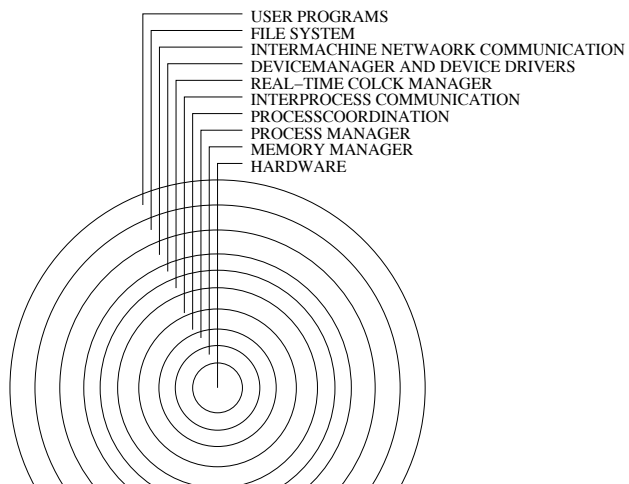 USER PROGRAMS
FILE SYSTEM
INTERMACHINE NETWAORK COMMUNICATION
DEVICEMANAGER AND DEVICE DRIVERS
REAL–TIME COLCK MANAGER
INTERPROCESS COMMUNICATION
PROCESSCOORDINATION
PROCESS MANAGER
MEMORY MANAGER
HARDWARE